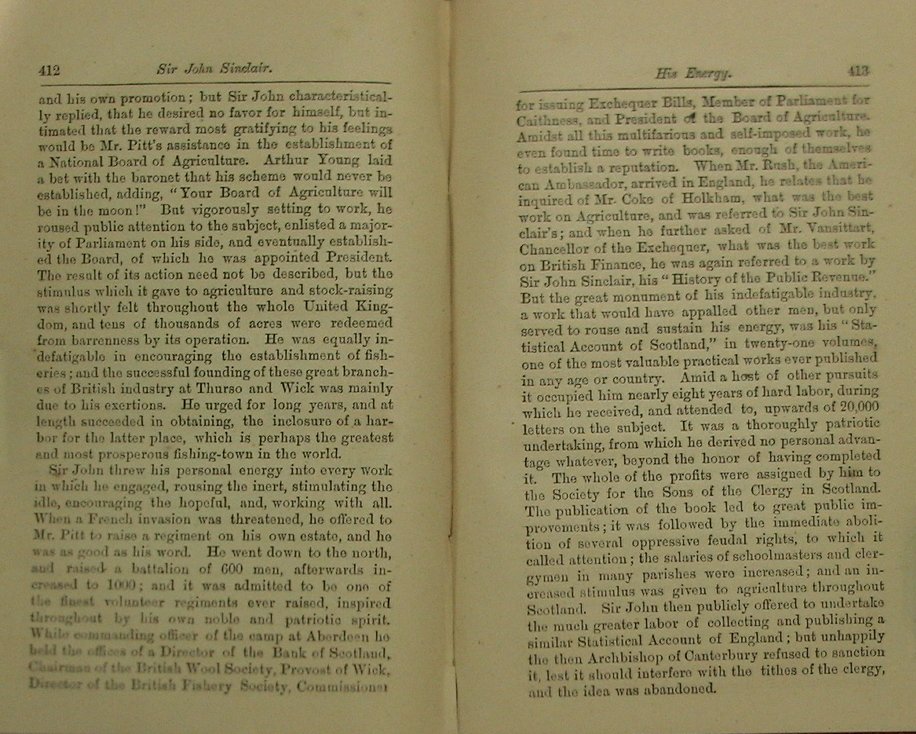 412
Sir John Sinclair.
and his own promotion; but Sir John characteristical-
ly replied, that he desired no favor for himself, but in-
timated that the reward most gratifying to his feelings
would be Mr. Pitt's assistance in the establishment of
a National Board of Agriculture. Arthur Young laid
a bet with the baronet that his scheme would never be
established, adding, "Your Board of Agriculture will
be in the moon!" But vigorously setting to work, he
roused public attention to the subject, enlisted a major-
ity of Parliament on his side, and eventually establish-
ed the Board, of which he was appointed President.
The result of its action need not be described, but the
stimulus which it gave to agriculture and stock-raising
was shortly felt throughout the whole United King-
dom, and tens of thousands of acres were redeemed
from barrenness by its operation. He was equally in-
defatigable in encouraging the establishment of fish-
eries; and the successful founding of these great branch-
es of British industry at Thurso and Wick was mainly
due to his exertions. He urged for long years, and at
length succeeded in obtaining, the inclosure of a har-
bor for the latter place, which is perhaps the greatest
and most prosperous fishing-town in the world.
Sir John threw his personal energy into every work
in which he engaged, rousing the inert, stimulating the
idle, encouraging the hopeful, and, working with all.
When a French invasion was threatened, he offered to
Mr. Pitt to raise a regiment on his own estate, and he
was as good as his word. He went down to the north,
and raised a battalion of 600 men, afterwards in-
creased to 1000; and it was admitted to be one of
the finest volunteer regiments ever raised, inspired
throughout by his own noble and patriotic spirit.
While commanding officer of the camp at Aberdeen he
held the offices of a Director of the Bank of Scotland,
Chairman of the British Wool Society, Provost of Wick,
Director of the British Fishery Society, Commissioner
His Energy.
413
for issuing Exchequer Bills, Member of Parliament for
Caithness, and President of the Board of Agriculture.
Amidst all this multifarious and self-imposed work, he
even found time to write books, enough of themselves
to establish a reputation. When Mr. Rush, the Ameri-
can Ambassador, arrived in England, he relates that he
inquired of Mr. Coke of Holkham, what was the best
work on Agriculture, and was referred to Sir John Sin-
clair's; and when he further asked of Mr. Vansittart,
Chancellor of the Exchequer, what was the best work
on British Finance, he was again referred to a work by
Sir John Sinclair, his "History of the Public Revenue."
But the great monument of his indefatigable industry,
a work that would have appalled other men, but only
served to rouse and sustain his energy, was his "Sta-
tistical Account of Scotland," in twenty-one volumes,
one of the most valuable practical works ever published
in any age or country. Amid a host of other pursuits
it occupied him nearly eight years of hard labor, during
which he received, and attended to, upwards of 20,000
letters on the subject. It was a thoroughly patriotic
undertaking, from which he derived no personal advan-
tage whatever, beyond the honor of having completed
it. The whole of the profits were assigned by him to
the Society for the Sons of the Clergy in Scotland.
The publication of the book led to great public im-
provements; it was followed by the immediate aboli-
tion of several oppressive feudal rights, to which it
called attention; the salaries of schoolmasters and cler-
gymen in many parishes were increased; and an in-
creased stimulus was given to agriculture throughout
Scotland. Sir John then publicly offered to undertake
the much greater labor of collecting and publishing a
similar Statistical Account of England; but unhappily
the then Archbishop of Canterbury refused to sanction
it, lest it should interfere with the tithes of the clergy,
and the idea was abandoned.